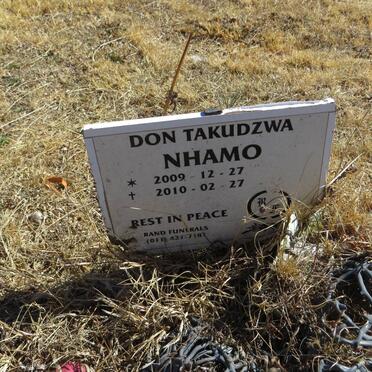 DON TAKUDZWA
NHAMO
* 2009 - 12 - 27
† 2010 - 02 - 27
REST IN PEACE
RAND FUNERALS